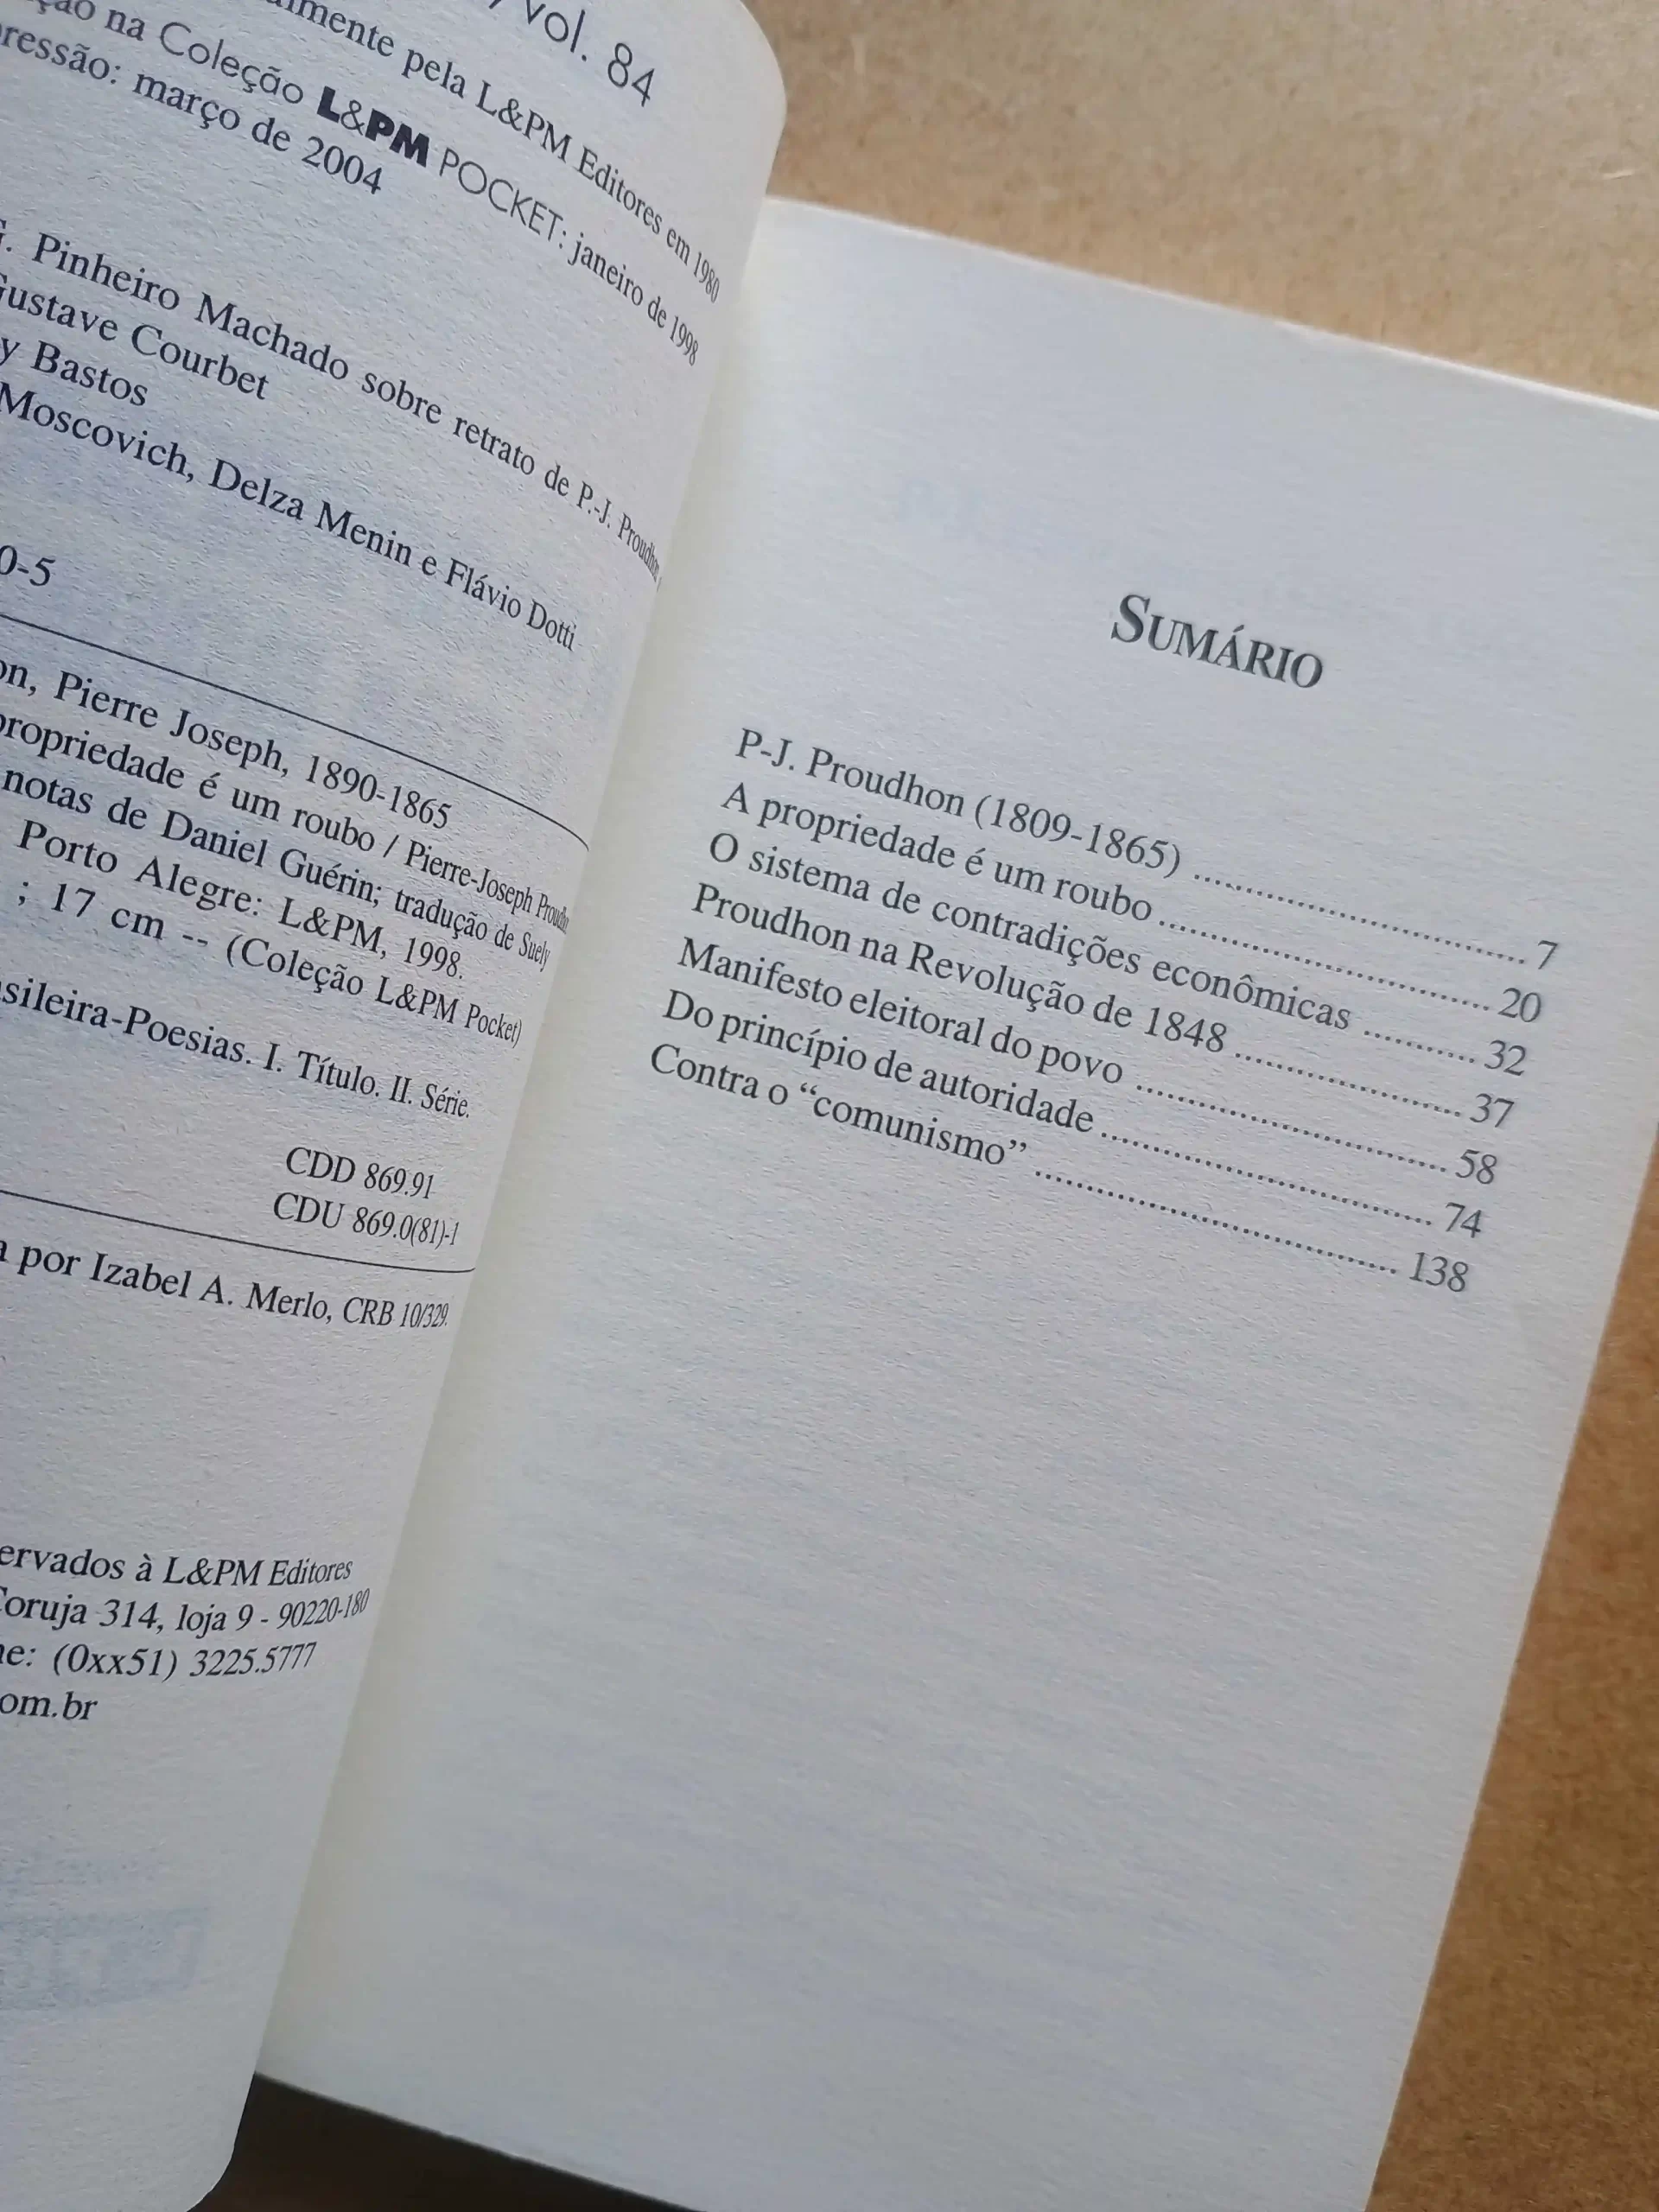 vol. 84
pela L&PM Editores em 1980
na Coleção L&PM POCKET: janeiro de 1998
março de 2004
Pinheiro Machado sobre retrato de P.-J. Proudhon
Gustave Courbet
Bastos
Moscovich, Delza Menin e Flávio Dotti
0-5
Pierre Joseph, 1890-1865
propriedade é um roubo / Pierre-Joseph
notas de Daniel Guérin; tradução de Suely
Porto Alegre: L&PM, 1998.
; 17 cm -- (Coleção L&PM Pocket)
sileira-Poesias. I. Título. II. Série.
CDD 869.91
CDU 869.0(81)-1
por Izabel A. Merlo, CRB 10/329.
ervados à L&PM Editores
Coruja 314, loja 9 - 90220-180
ne: (0xx51) 3225.5777
om.br
SUMÁRIO
P-J. Proudhon (1809-1865) .......... 7
A propriedade é um roubo .......... 20
O sistema de contradições econômicas .......... 32
Proudhon na Revolução de 1848 .......... 37
Manifesto eleitoral do povo .......... 58
Do princípio de autoridade .......... 74
Contra o “comunismo” .......... 138